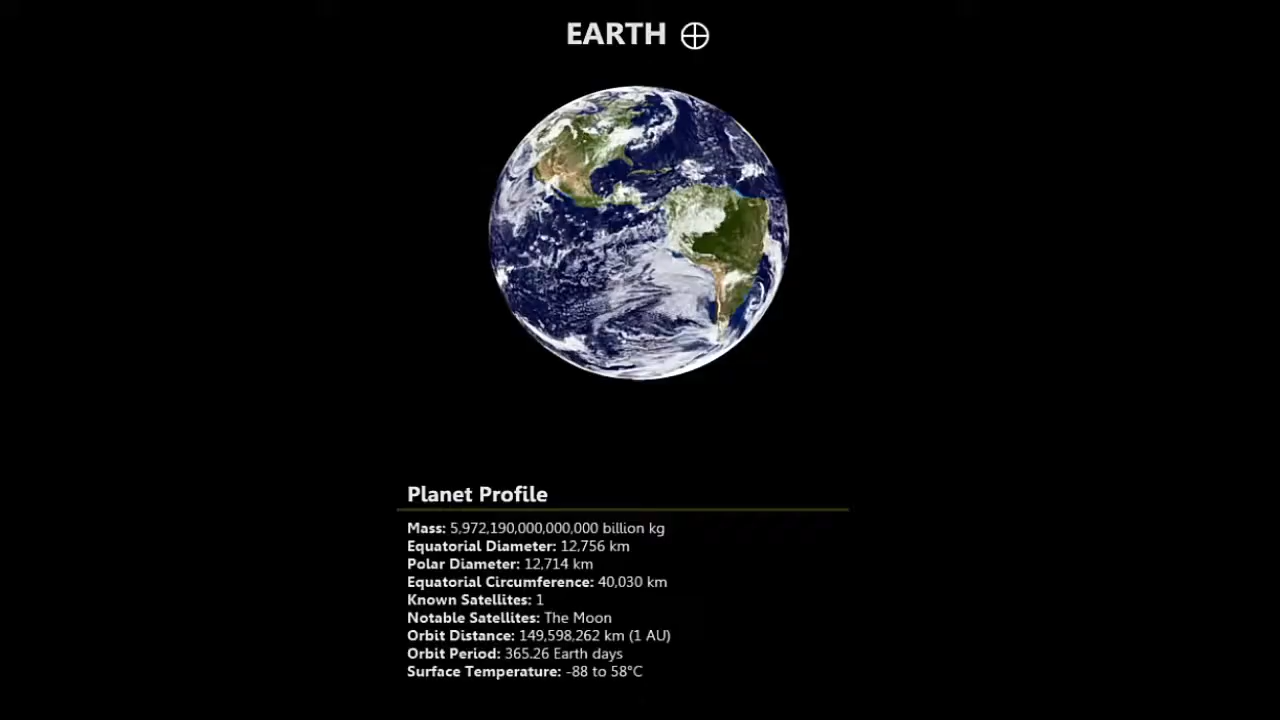 EARTH ⊕
Planet Profile
Mass: 5,972,190,000,000,000 billion kg
Equatorial Diameter: 12,756 km
Polar Diameter: 12,714 km
Equatorial Circumference: 40,030 km
Known Satellites: 1
Notable Satellites: The Moon
Orbit Distance: 149,598,262 km (1 AU)
Orbit Period: 365.26 Earth days
Surface Temperature: -88 to 58°C